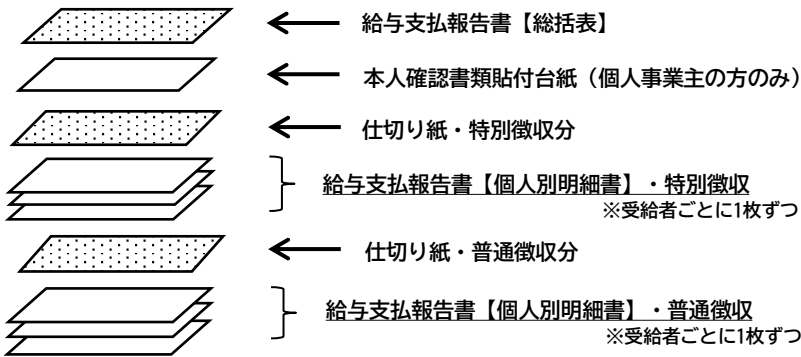 給与支払報告書【総括表】
本人確認書類貼付台紙（個人事業主の方のみ）
仕切り紙・特別徴収分
給与支払報告書【個人別明細書】・特別徴収
※受給者ごとに1枚ずつ
仕切り紙・普通徴収分
給与支払報告書【個人別明細書】・普通徴収
※受給者ごとに1枚ずつ